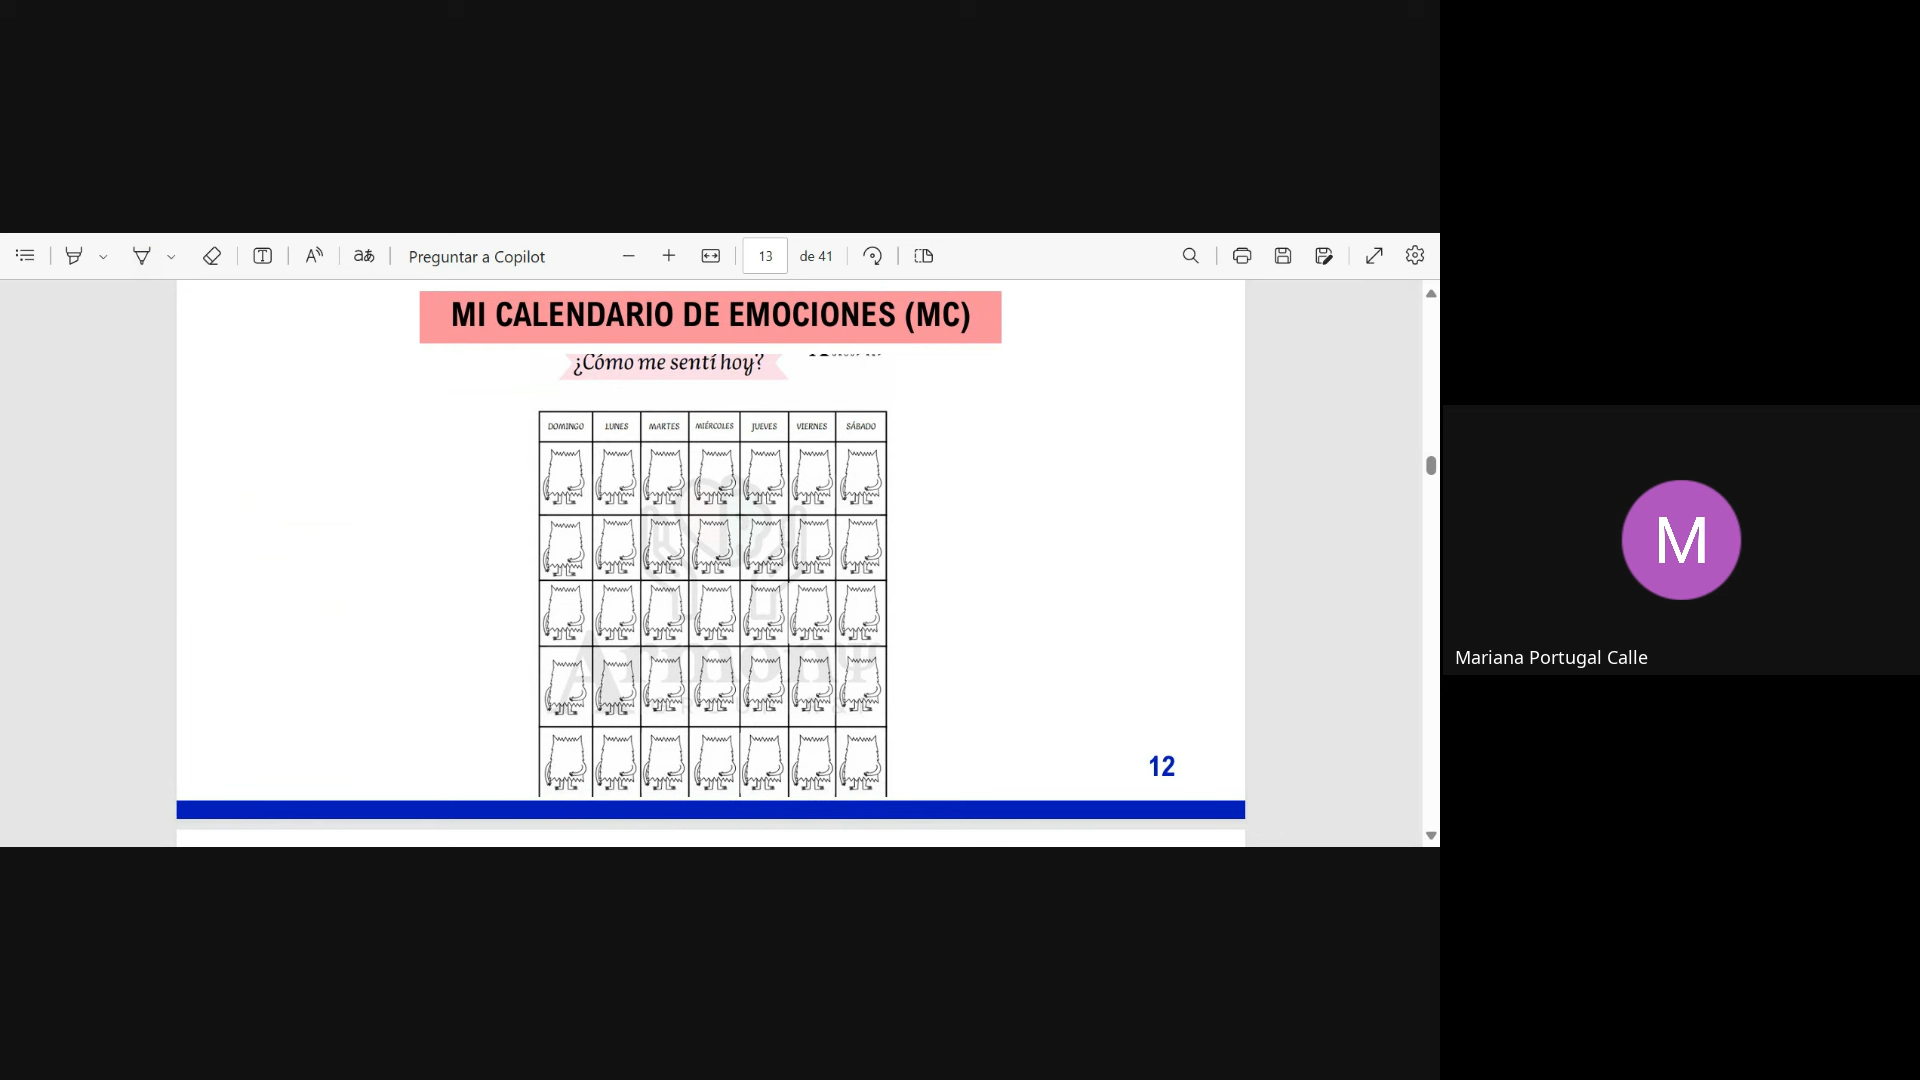 Preguntar a Copilot
13
de 41
MI CALENDARIO DE EMOCIONES (MC)
¿Cómo me sentí hoy?
DOMINGO LUNES MARTES MIÉRCOLES JUEVES VIERNES SÁBADO
Armony
12
M
Mariana Portugal Calle